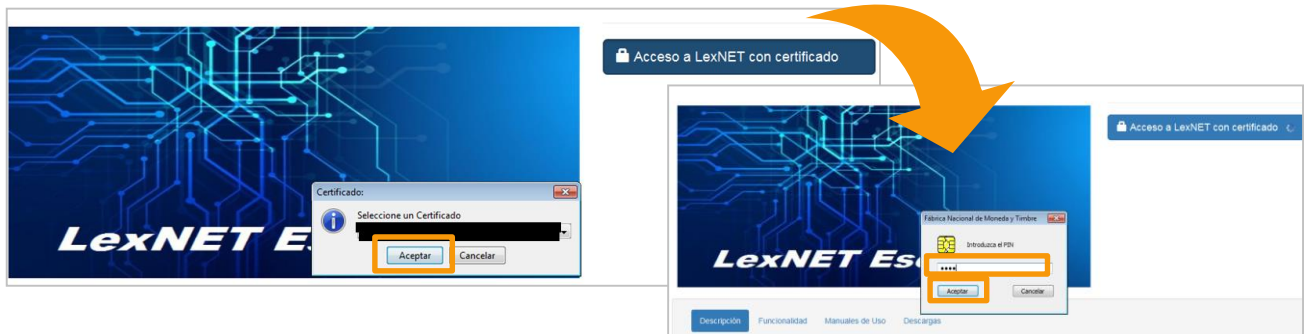 Acceso a LexNET con certificado
Certificado:
Seleccione un Certificado
Aceptar
Cancelar
LexNET E
Acceso a LexNET con certificado
Fábrica Nacional de Moneda y Timbre
Introduzca el PIN
••••
Aceptar
Cancelar
LexNET Es
Descripción
Funcionalidad
Manuales de Uso
Descargas